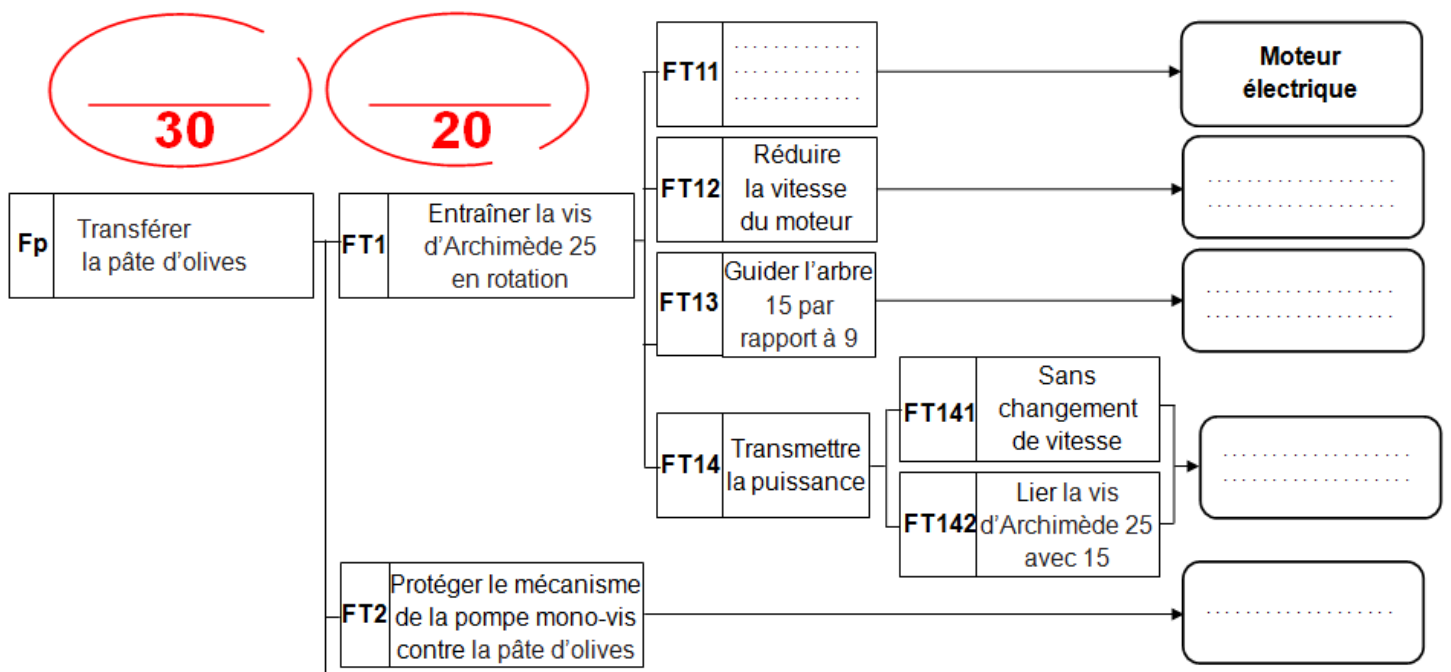 30
20
Fp
Transférer
la pâte d'olives
FT1
Entraîner la vis
d'Archimède 25
en rotation
FT11
. . . . . . . . . . . . .
. . . . . . . . . . . . .
. . . . . . . . . . . . .
Moteur
électrique
FT12
Réduire
la vitesse
du moteur
. . . . . . . . . . . . . . . . . . .
. . . . . . . . . . . . . . . . . . .
FT13
Guider l'arbre
15 par
rapport à 9
. . . . . . . . . . . . . . . . . . .
. . . . . . . . . . . . . . . . . . .
FT14
Transmettre
la puissance
FT141
Sans
changement
de vitesse
FT142
Lier la vis
d'Archimède 25
avec 15
. . . . . . . . . . . . . . . . . . .
. . . . . . . . . . . . . . . . . . .
FT2
Protéger le mécanisme
de la pompe mono-vis
contre la pâte d'olives
. . . . . . . . . . . . . . . . . . .